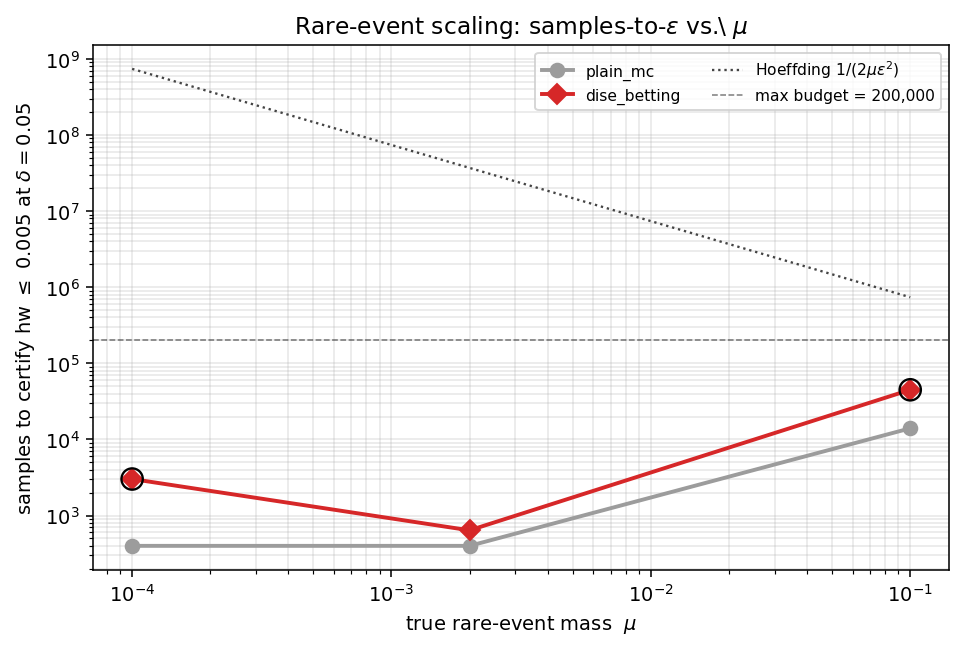 Rare-event scaling: samples-to-ε vs.\ μ
samples to certify hw ≤ 0.005 at δ = 0.05
10⁹
10⁸
10⁷
10⁶
10⁵
10⁴
10³
plain_mc
dise_betting
Hoeffding 1/(2με²)
max budget = 200,000
10⁻⁴
10⁻³
10⁻²
10⁻¹
true rare-event mass μ